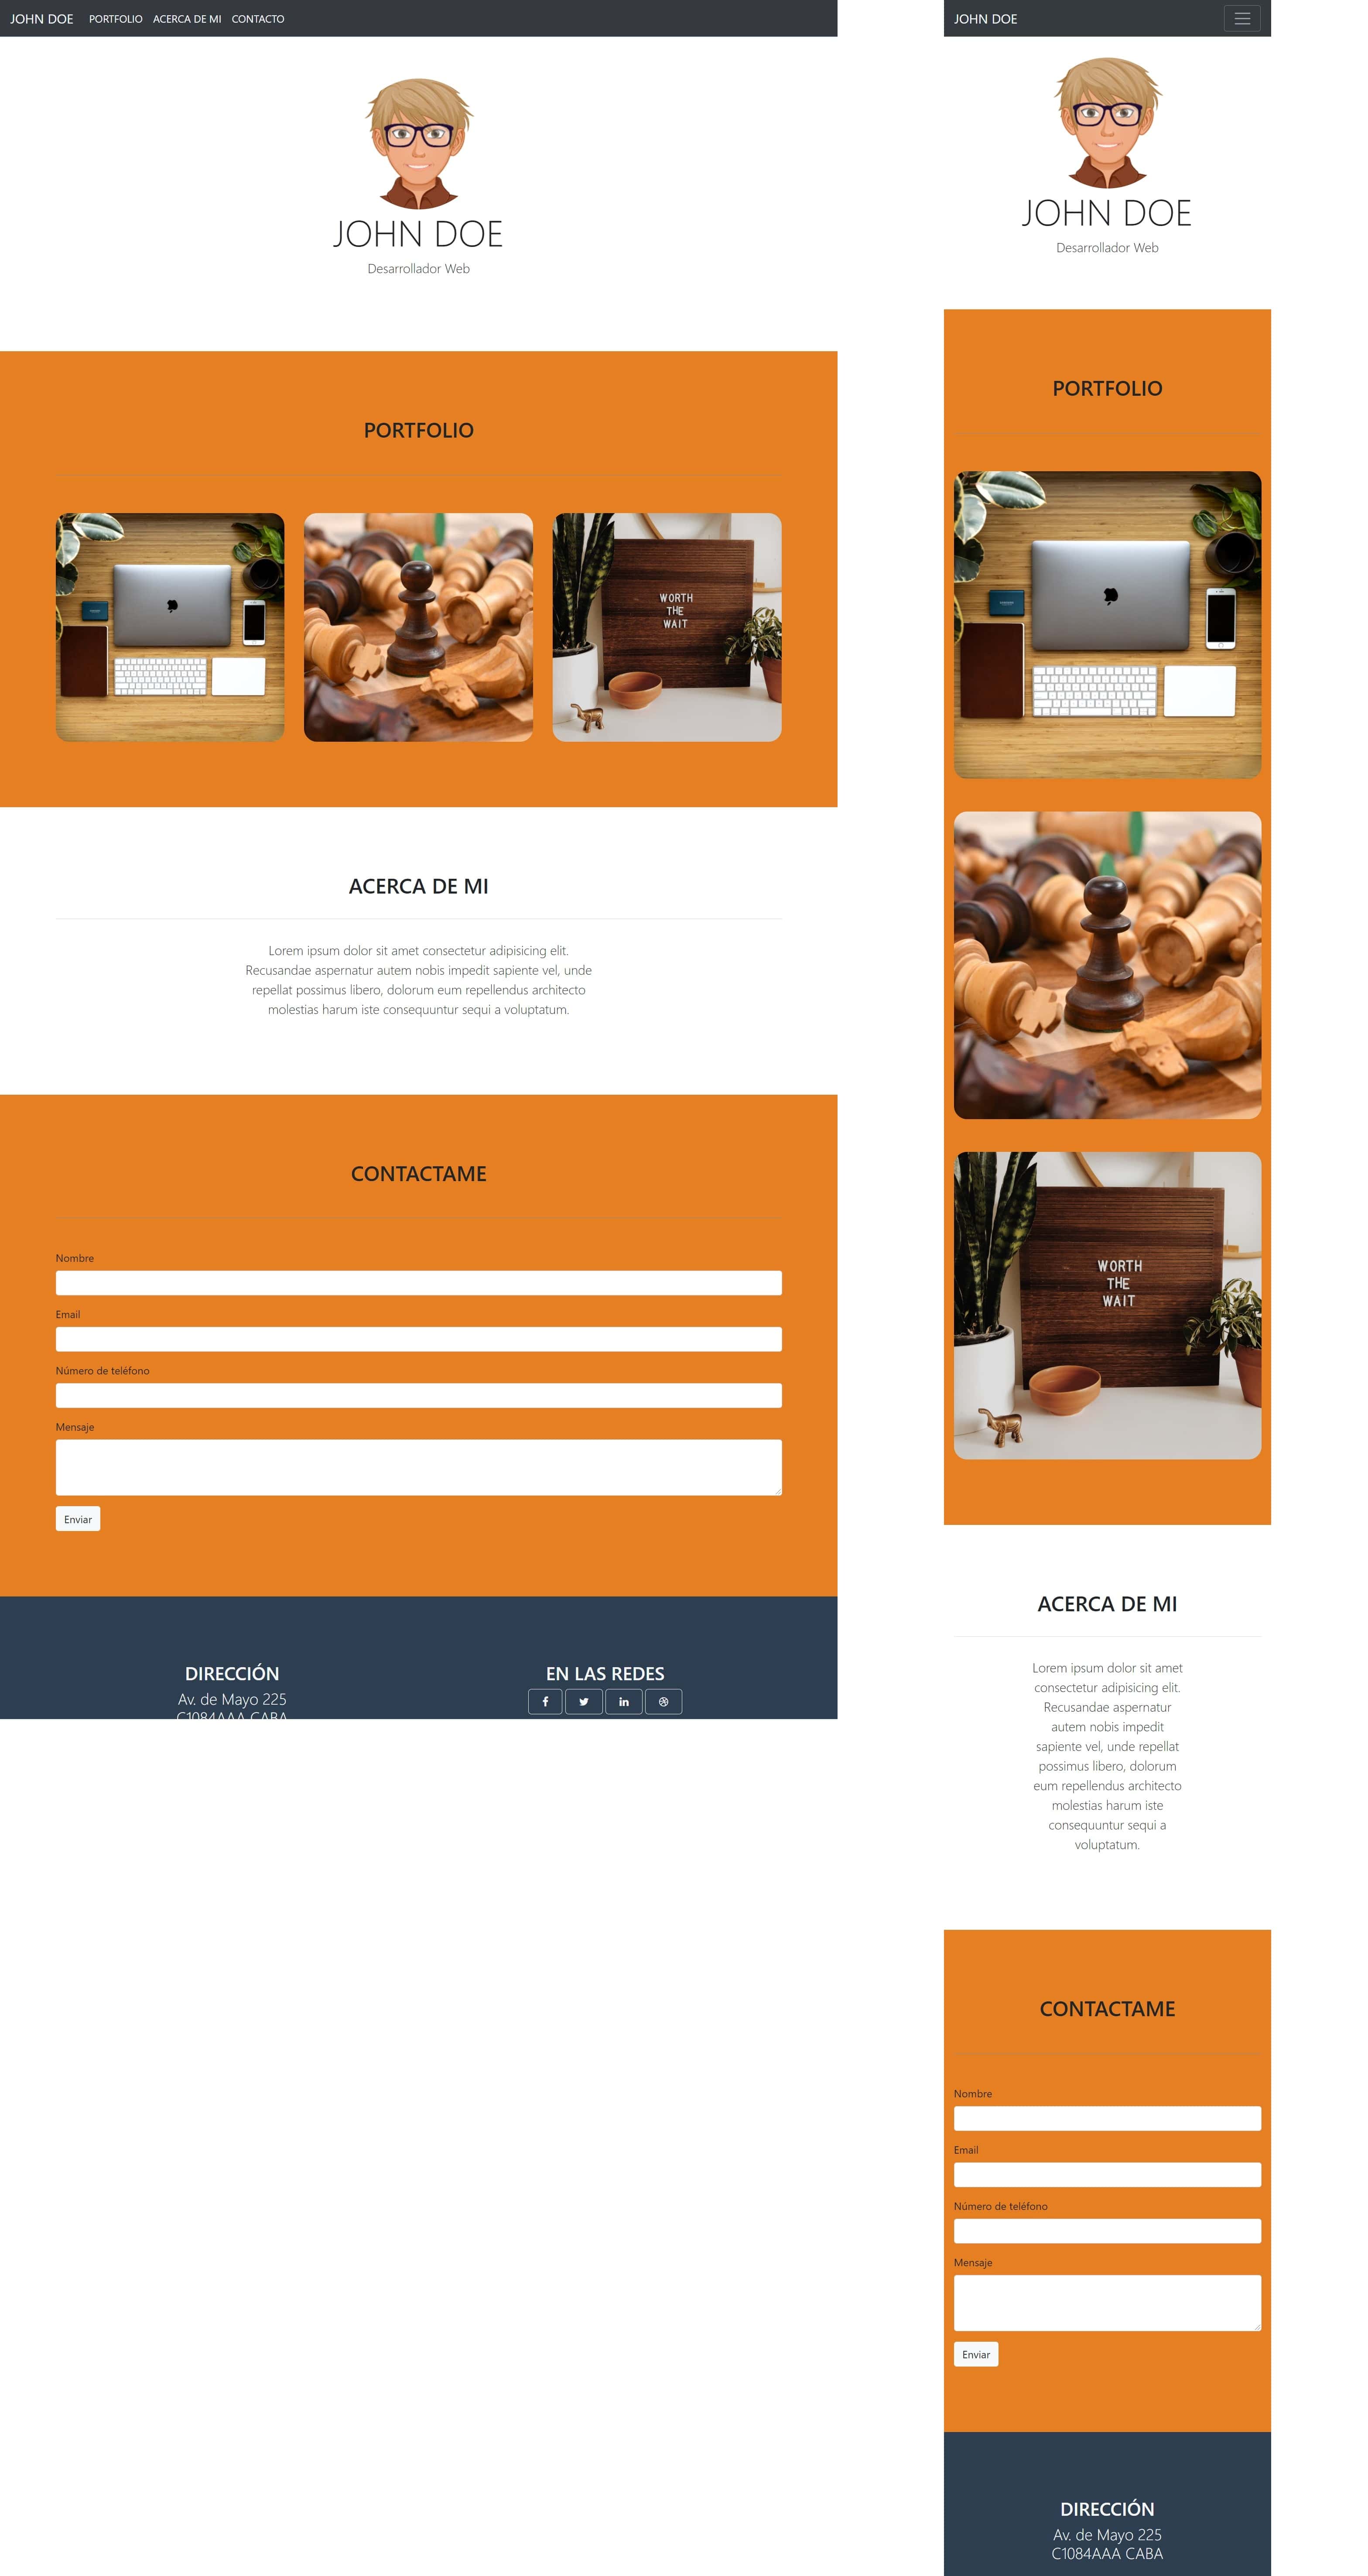 JOHN DOE PORTFOLIO ACERCA DE MI CONTACTO
JOHN DOE
Desarrollador Web
PORTFOLIO
WORTH
THE
WAIT
ACERCA DE MI
Lorem ipsum dolor sit amet consectetur adipisicing elit.
Recusandae aspernatur autem nobis impedit sapiente vel, unde
repellat possimus libero, dolorum eum repellendus architecto
molestias harum iste consequuntur sequi a voluptatum.
CONTACTAME
Nombre
Email
Número de teléfono
Mensaje
Enviar
DIRECCIÓN
Av. de Mayo 225
C1084AAA CABA
EN LAS REDES
JOHN DOE
JOHN DOE
Desarrollador Web
PORTFOLIO
WORTH
THE
WAIT
ACERCA DE MI
Lorem ipsum dolor sit amet
consectetur adipisicing elit.
Recusandae aspernatur
autem nobis impedit
sapiente vel, unde repellat
possimus libero, dolorum
eum repellendus architecto
molestias harum iste
consequuntur sequi a
voluptatum.
CONTACTAME
Nombre
Email
Número de teléfono
Mensaje
Enviar
DIRECCIÓN
Av. de Mayo 225
C1084AAA CABA